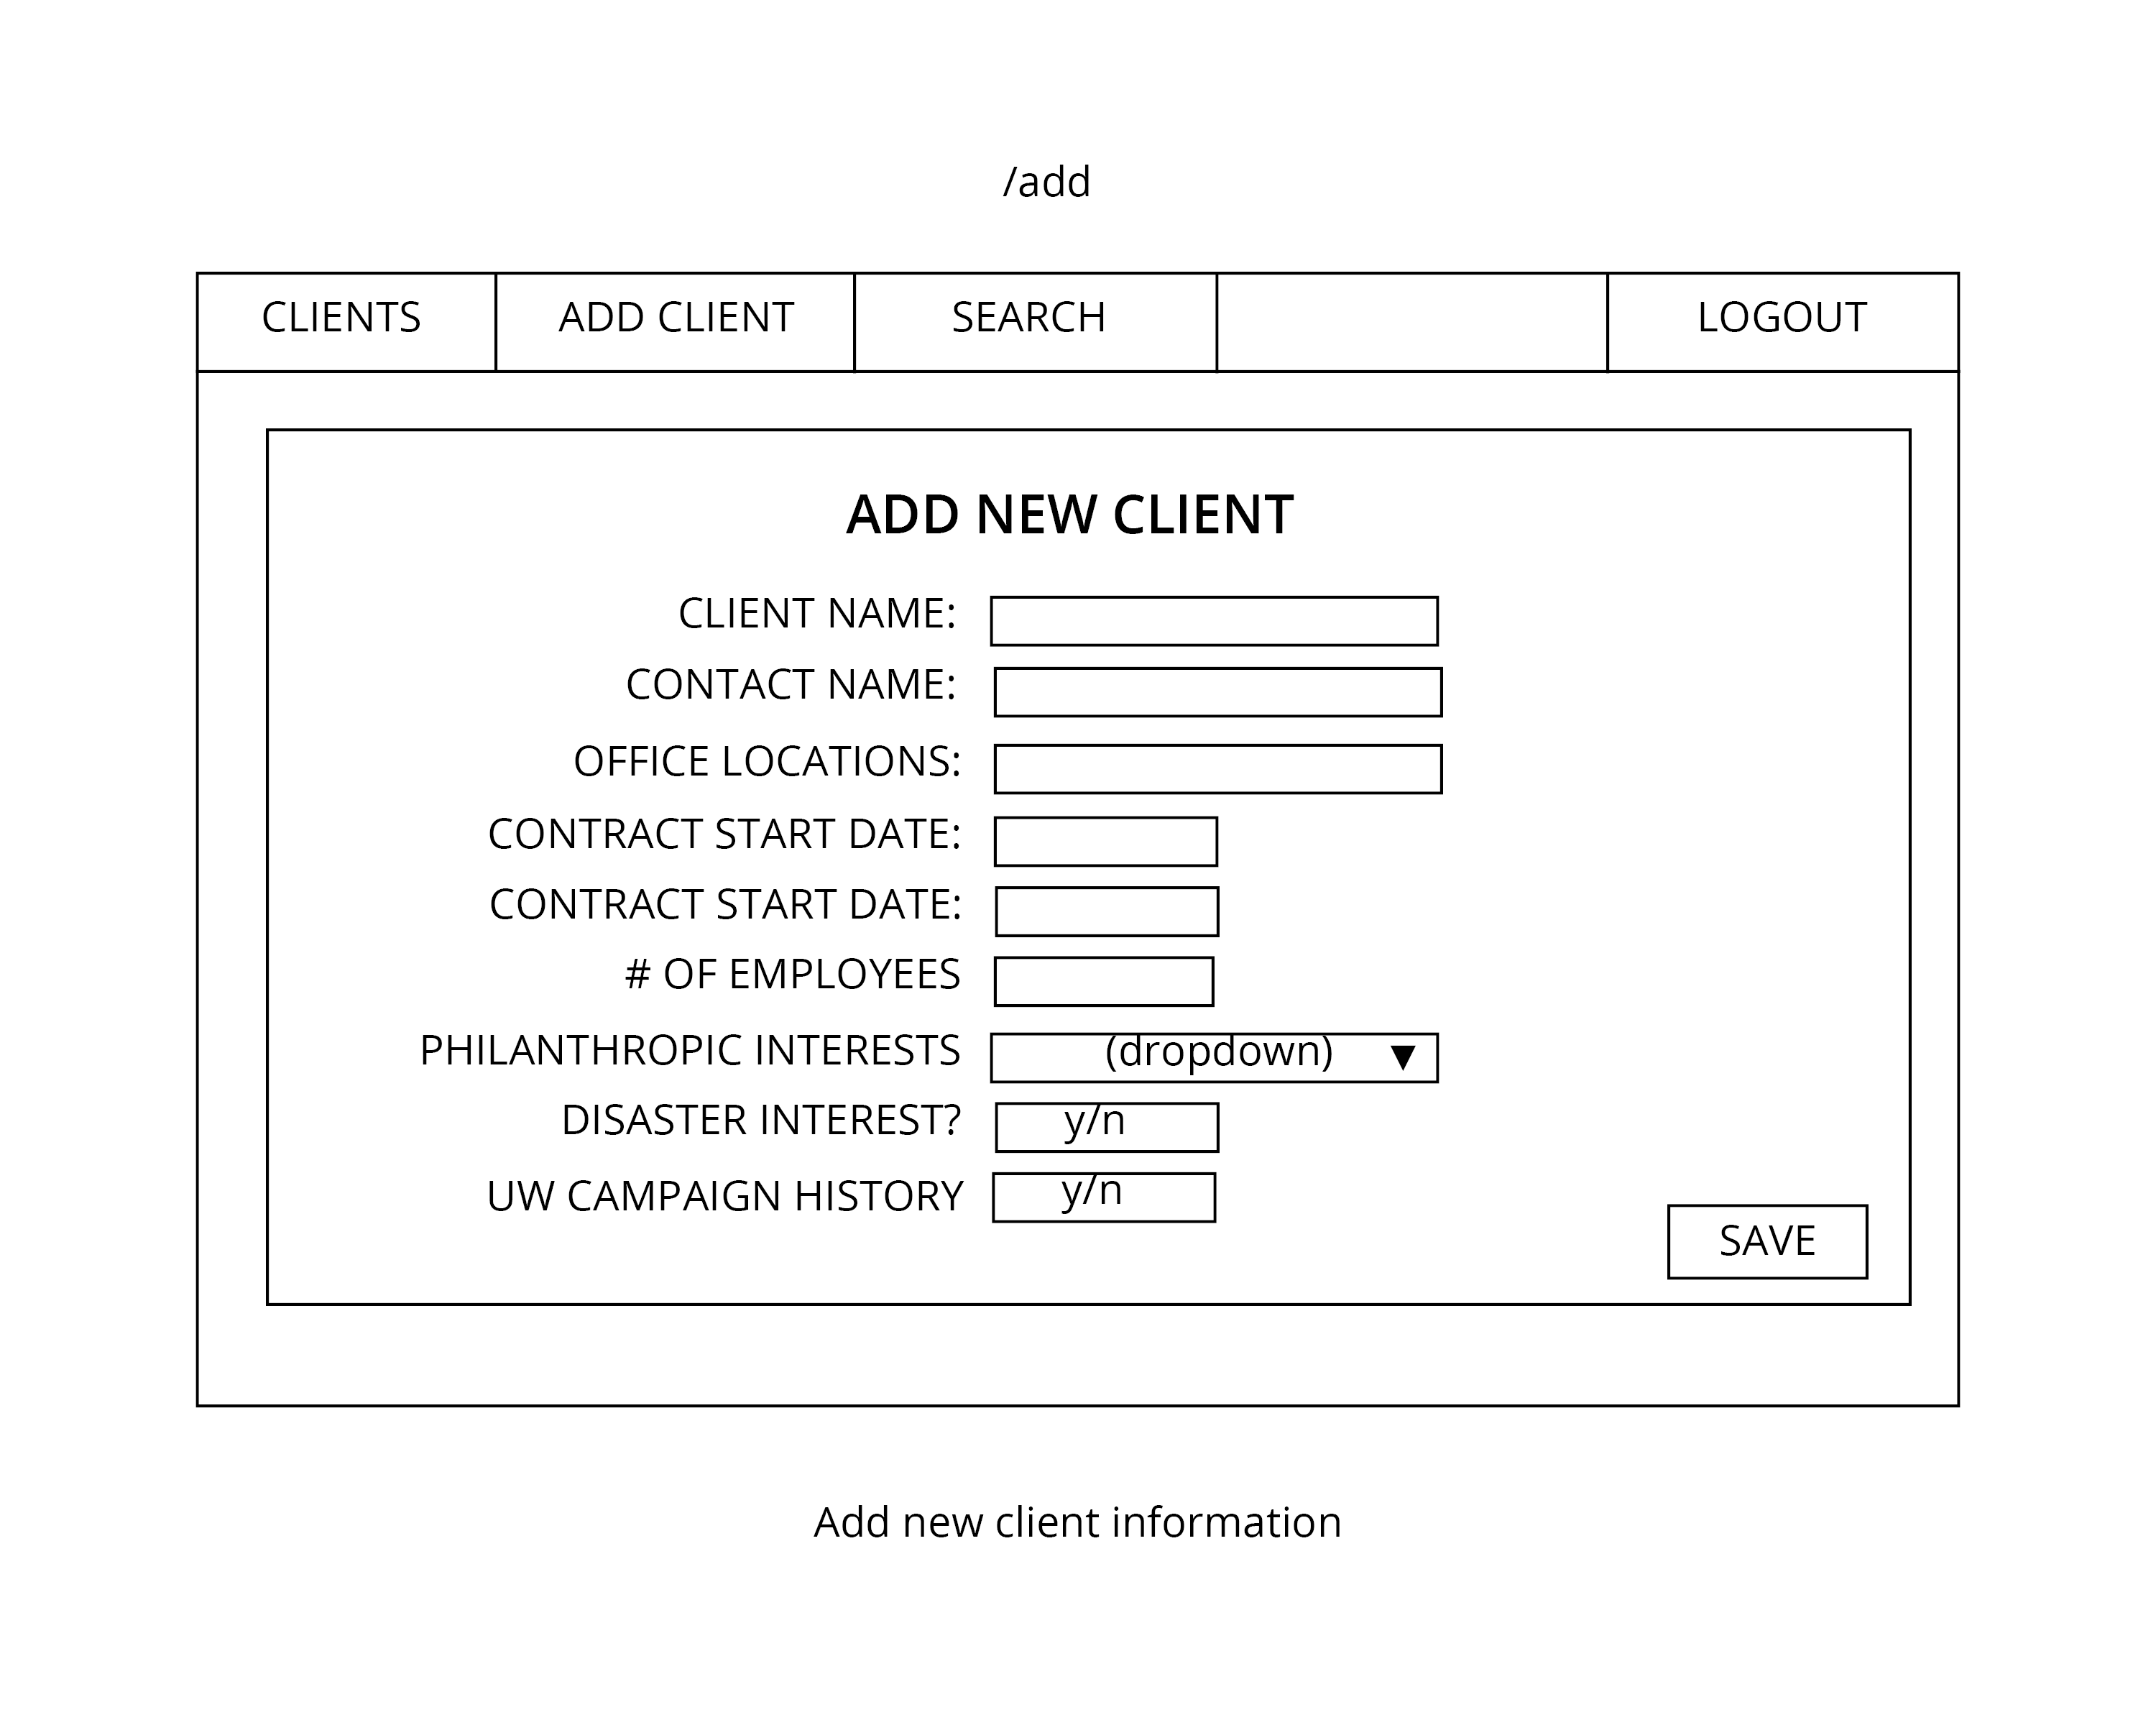 /add
CLIENTS ADD CLIENT SEARCH LOGOUT
ADD NEW CLIENT
CLIENT NAME:
CONTACT NAME:
OFFICE LOCATIONS:
CONTRACT START DATE:
CONTRACT START DATE:
# OF EMPLOYEES
PHILANTHROPIC INTERESTS (dropdown) ▼
DISASTER INTEREST? y/n
UW CAMPAIGN HISTORY y/n
SAVE
Add new client information